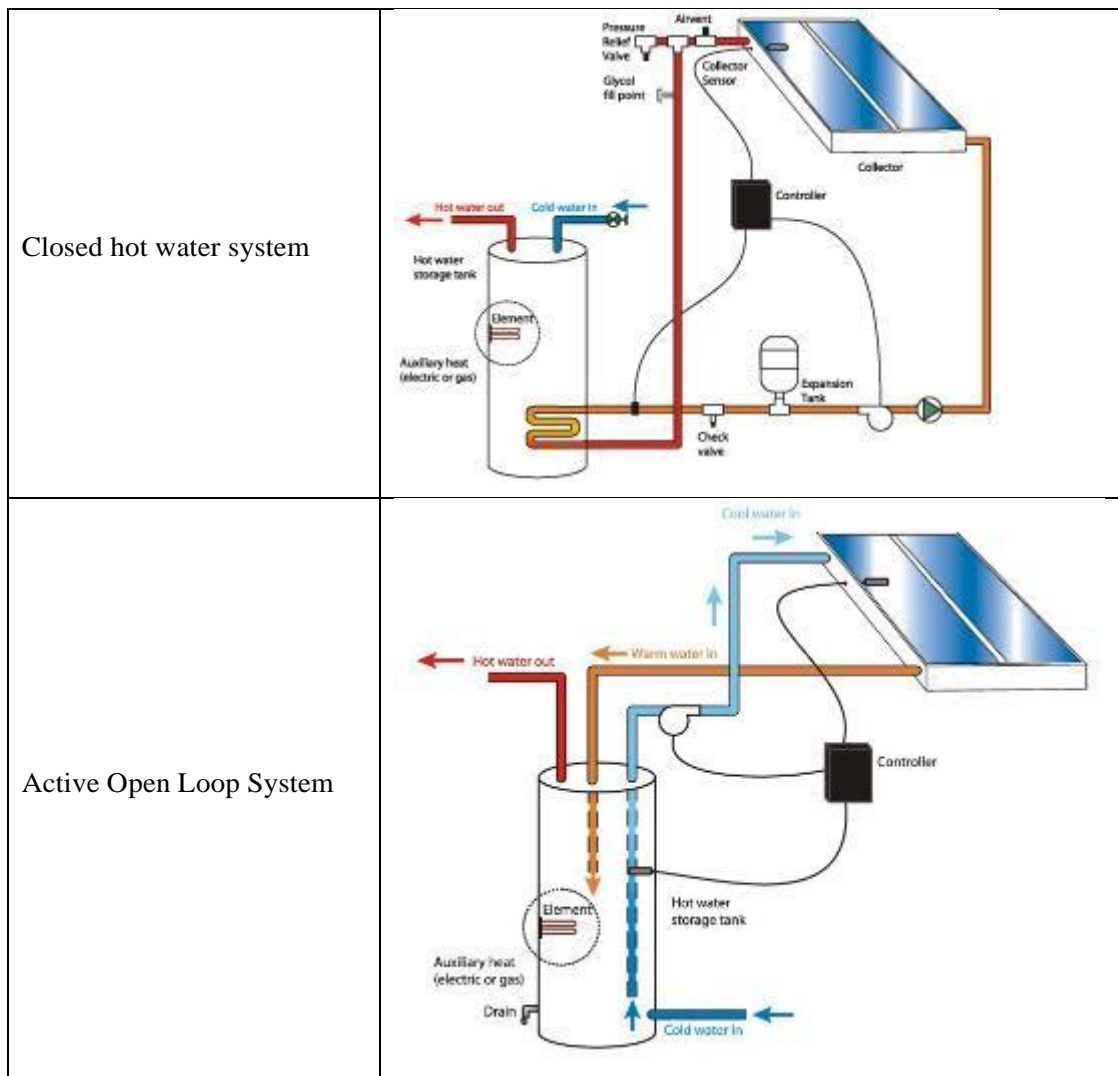 Closed hot water system
Airvent
Pressure
Relief
Valve
Collector
Sensor
Glycol
fill point
Collector
Controller
Hot water out
Cold water in
Hot water
storage tank
Element
Auxiliary heat
(electric or gas)
Expansion
Tank
Check
valve
Active Open Loop System
Cool water in
Hot water out
Warm water in
Controller
Element
Hot water
storage tank
Auxiliary heat
(electric or gas)
Drain
Cold water in